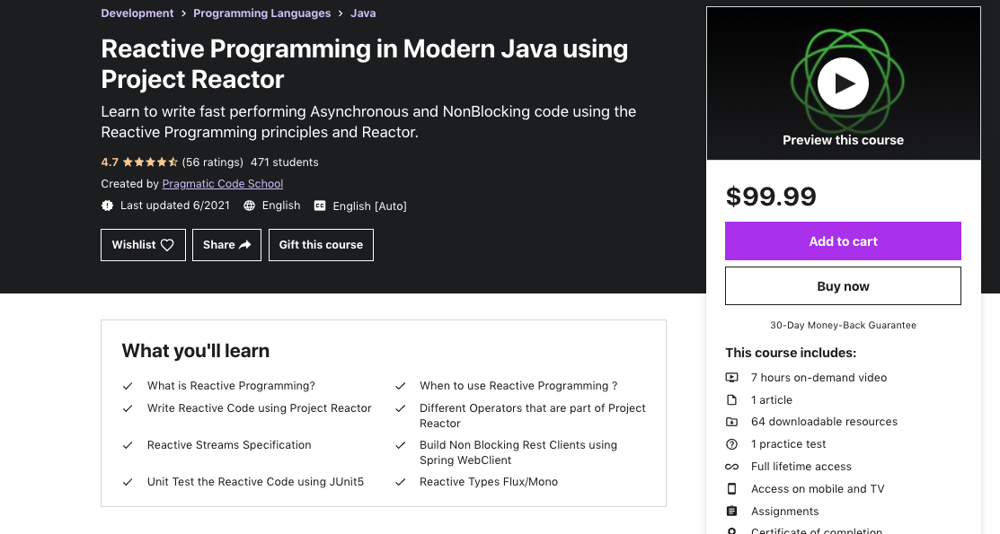 Development > Programming Languages > Java
Reactive Programming in Modern Java using
Project Reactor
Learn to write fast performing Asynchronous and NonBlocking code using the
Reactive Programming principles and Reactor.
4.7 (56 ratings) 471 students
Created by Pragmatic Code School
Last updated 6/2021 English CC English [Auto]
Wishlist Share Gift this course
Preview this course
$99.99
Add to cart
Buy now
30-Day Money-Back Guarantee
This course includes:
7 hours on-demand video
1 article
64 downloadable resources
1 practice test
Full lifetime access
Access on mobile and TV
Assignments
Certificate of completion
What you'll learn
What is Reactive Programming?
When to use Reactive Programming ?
Write Reactive Code using Project Reactor
Different Operators that are part of Project
Reactor
Reactive Streams Specification
Build Non Blocking Rest Clients using
Spring WebClient
Unit Test the Reactive Code using JUnit5
Reactive Types Flux/Mono